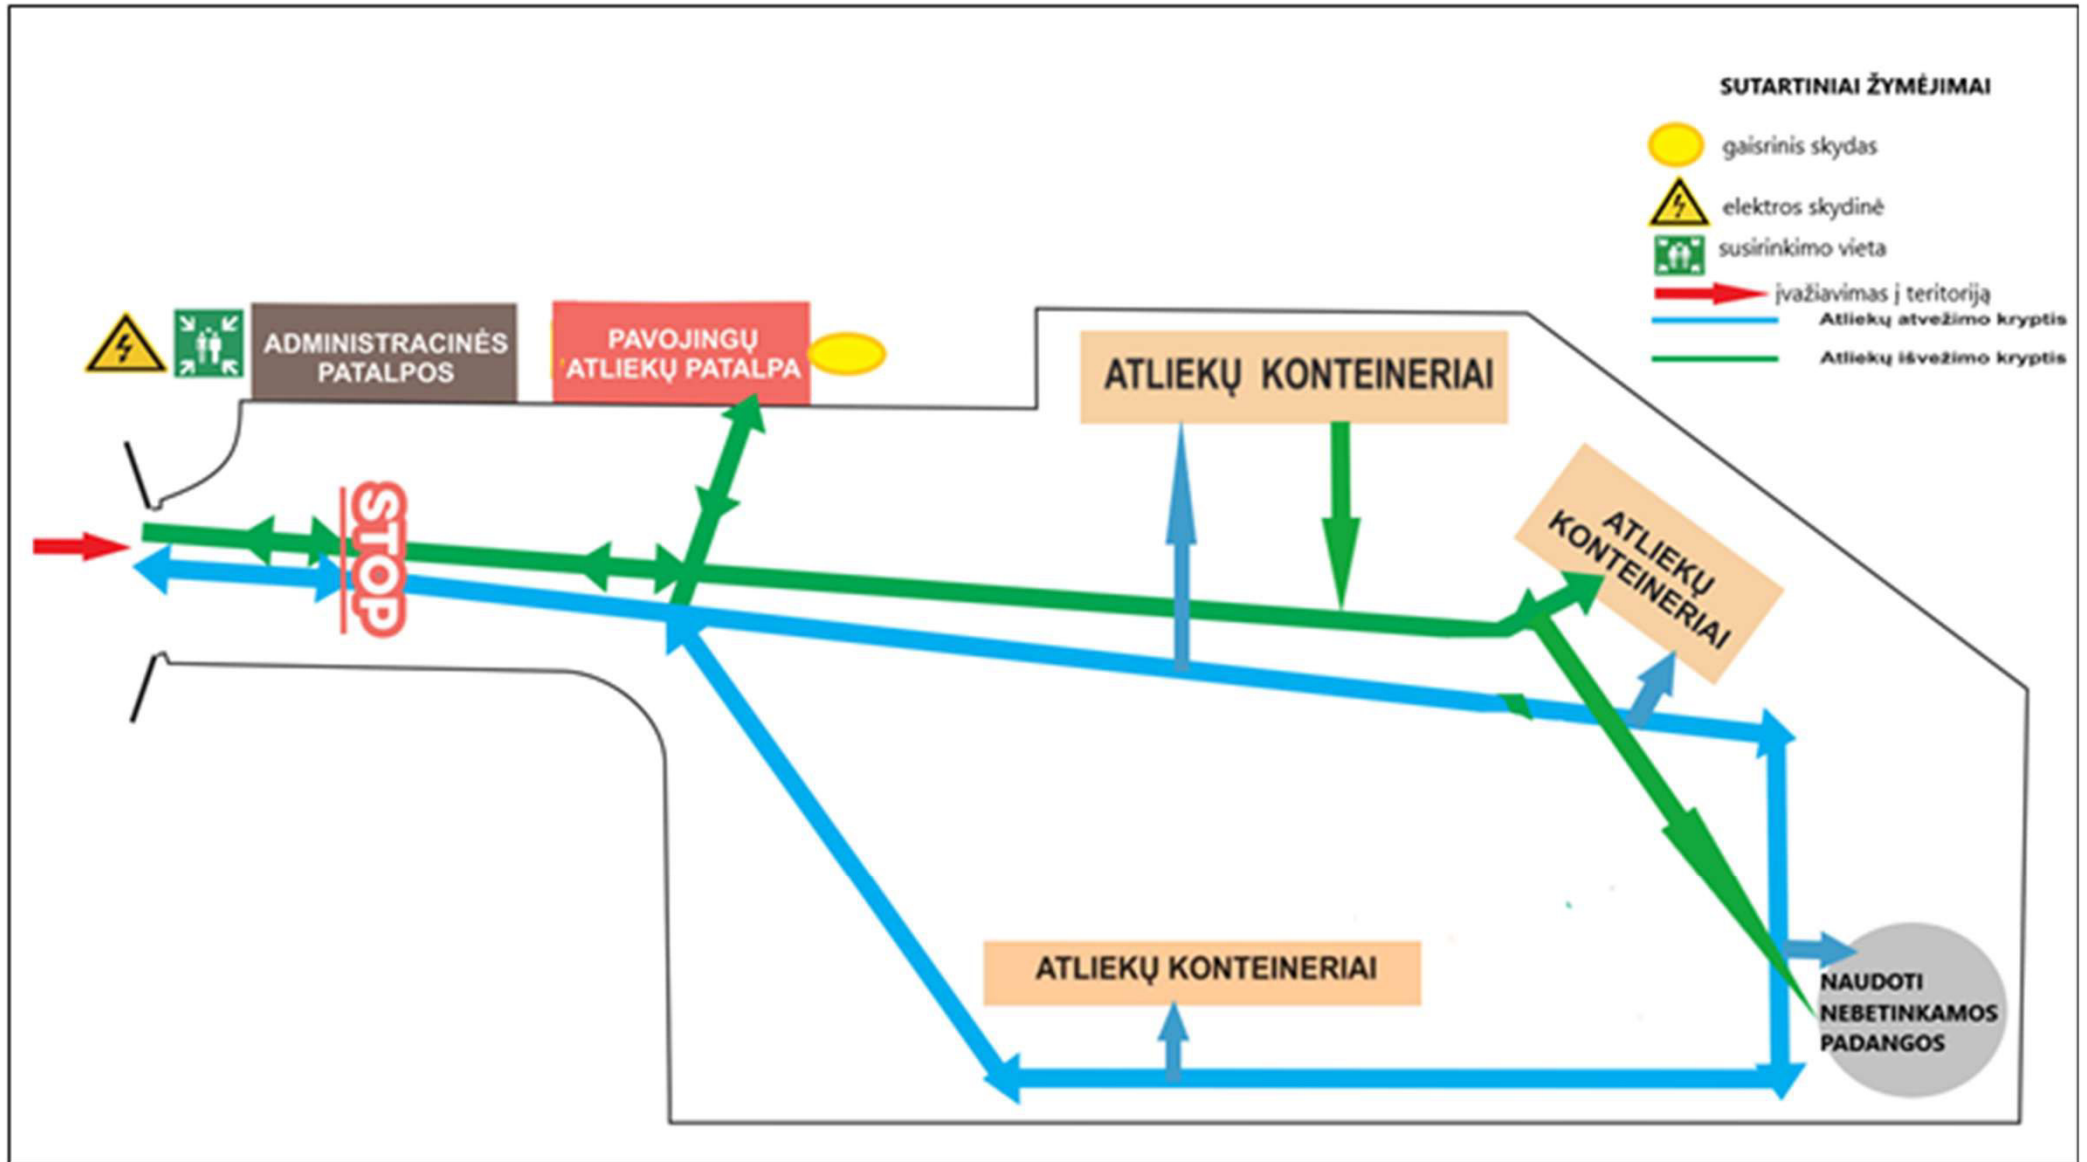 SUTARTINIAI ŽYMĖJIMAI
gaisrinis skydas
elektros skydinė
susirinkimo vieta
įvažiavimas į teritoriją
Atliekų atvežimo kryptis
Atliekų išvežimo kryptis
ADMINISTRACINĖS
PATALPOS
PAVOJINGŲ
ATLIEKŲ PATALPA
ATLIEKŲ KONTEINERIAI
ATLIEKŲ
KONTEINERIAI
STOP
ATLIEKŲ KONTEINERIAI
NAUDOTI
NEBETINKAMOS
PADANGOS